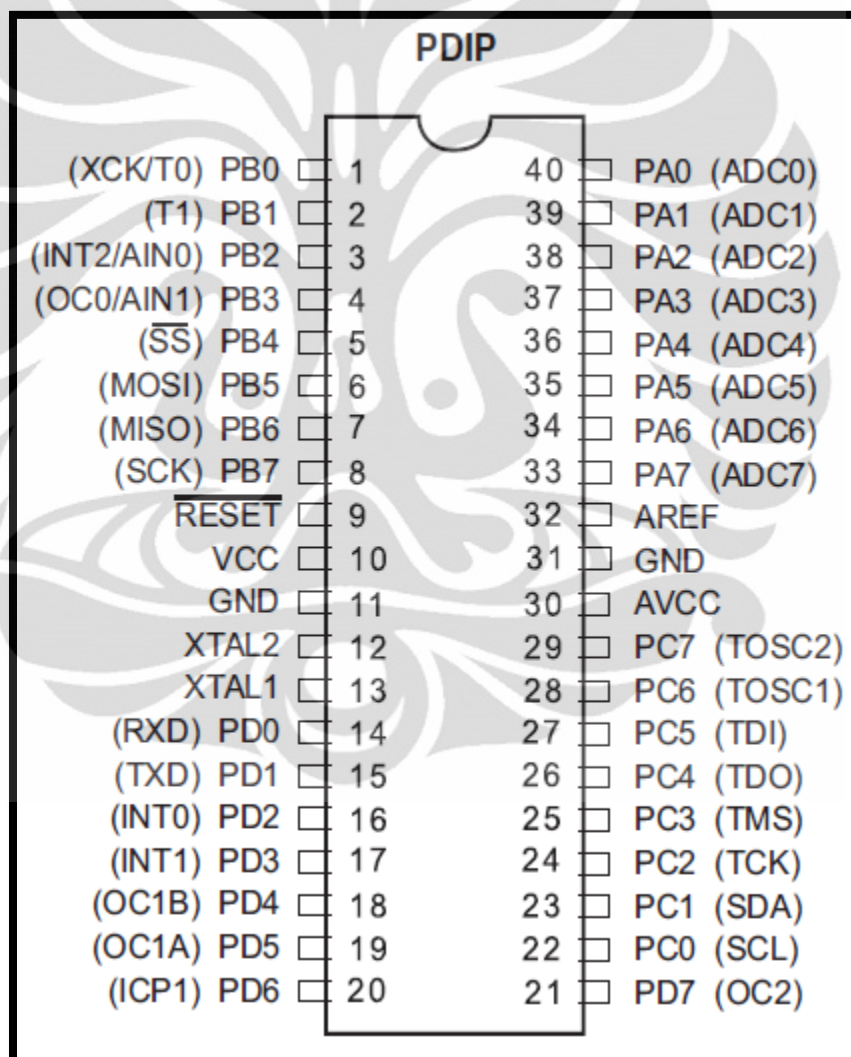 PDIP
(XCK/T0) PB0 1 40 PA0 (ADC0)
(T1) PB1 2 39 PA1 (ADC1)
(INT2/AIN0) PB2 3 38 PA2 (ADC2)
(OC0/AIN1) PB3 4 37 PA3 (ADC3)
(S̅S̅) PB4 5 36 PA4 (ADC4)
(MOSI) PB5 6 35 PA5 (ADC5)
(MISO) PB6 7 34 PA6 (ADC6)
(SCK) PB7 8 33 PA7 (ADC7)
R̅E̅S̅E̅T̅ 9 32 AREF
VCC 10 31 GND
GND 11 30 AVCC
XTAL2 12 29 PC7 (TOSC2)
XTAL1 13 28 PC6 (TOSC1)
(RXD) PD0 14 27 PC5 (TDI)
(TXD) PD1 15 26 PC4 (TDO)
(INT0) PD2 16 25 PC3 (TMS)
(INT1) PD3 17 24 PC2 (TCK)
(OC1B) PD4 18 23 PC1 (SDA)
(OC1A) PD5 19 22 PC0 (SCL)
(ICP1) PD6 20 21 PD7 (OC2)